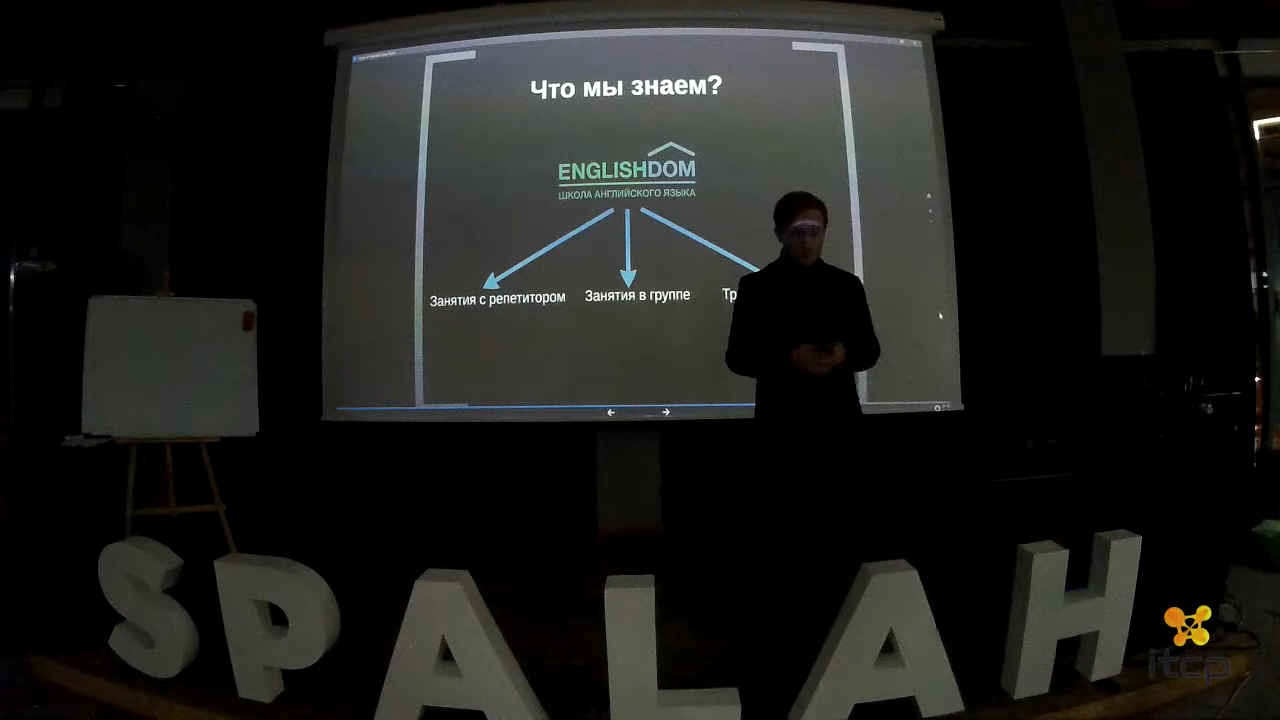 Что мы знаем?
ENGLISHDOM
ШКОЛА АНГЛИЙСКОГО ЯЗЫКА
Занятия с репетитором
Занятия в группе
SPALAH
itcp